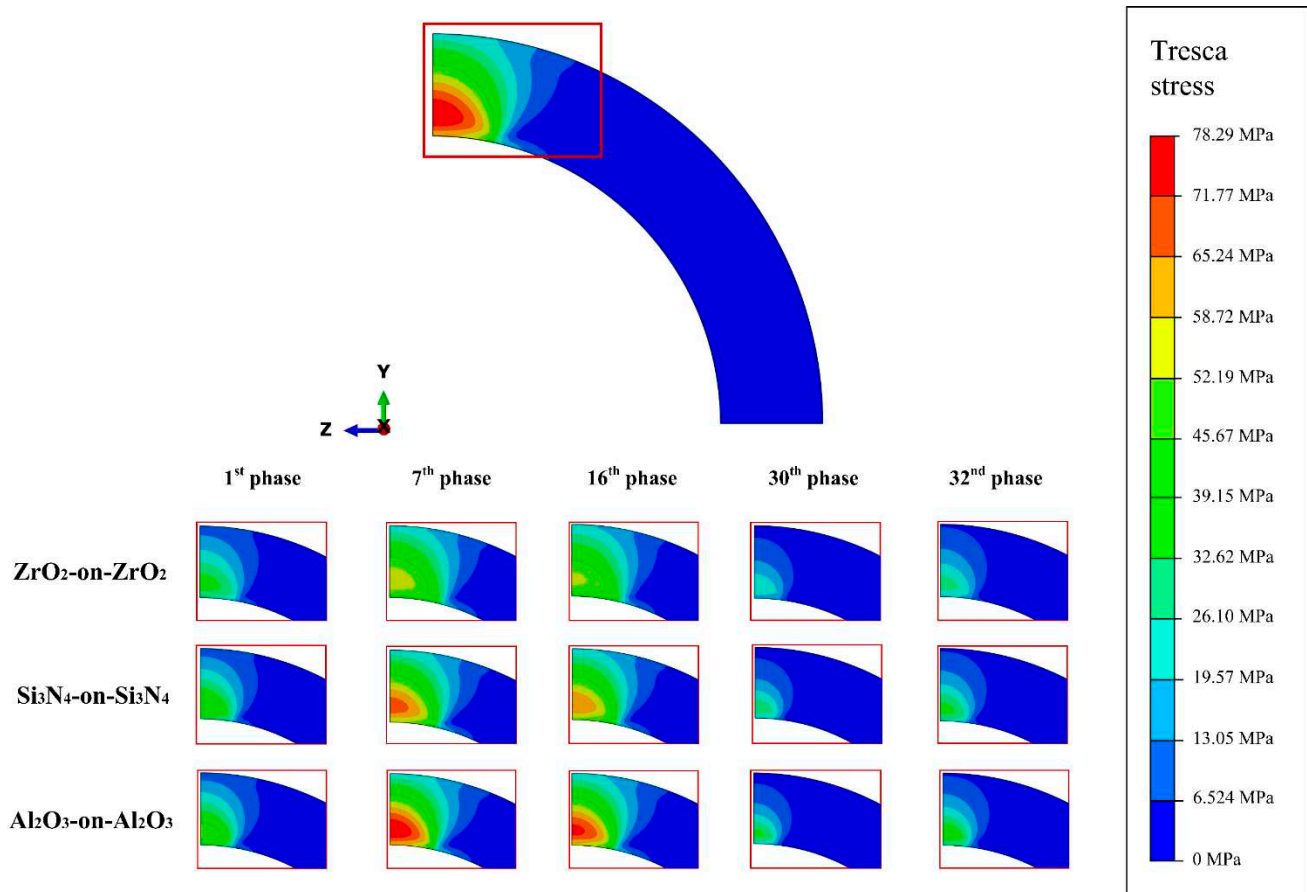 Tresca
stress
78.29 MPa
71.77 MPa
65.24 MPa
58.72 MPa
52.19 MPa
45.67 MPa
39.15 MPa
32.62 MPa
26.10 MPa
19.57 MPa
13.05 MPa
6.524 MPa
0 MPa
Y
Z X
1st phase 7th phase 16th phase 30th phase 32nd phase
ZrO2-on-ZrO2
Si3N4-on-Si3N4
Al2O3-on-Al2O3